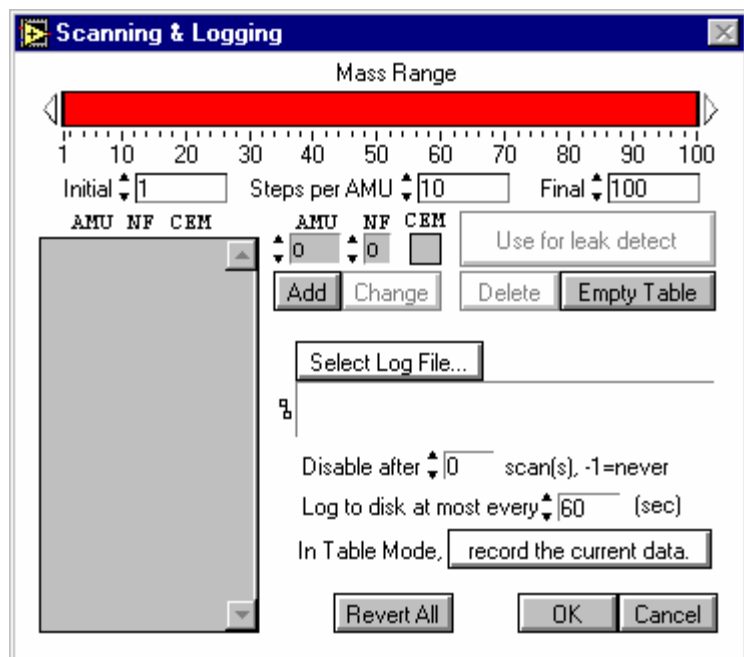 Scanning & Logging
Mass Range
1 10 20 30 40 50 60 70 80 90 100
Initial 1 Steps per AMU 10 Final 100
AMU NF CEM
AMU NF CEM
0 0
Use for leak detect
Add Change Delete Empty Table
Select Log File...
Disable after 0 scan(s), -1=never
Log to disk at most every 60 (sec)
In Table Mode, record the current data.
Revert All OK Cancel